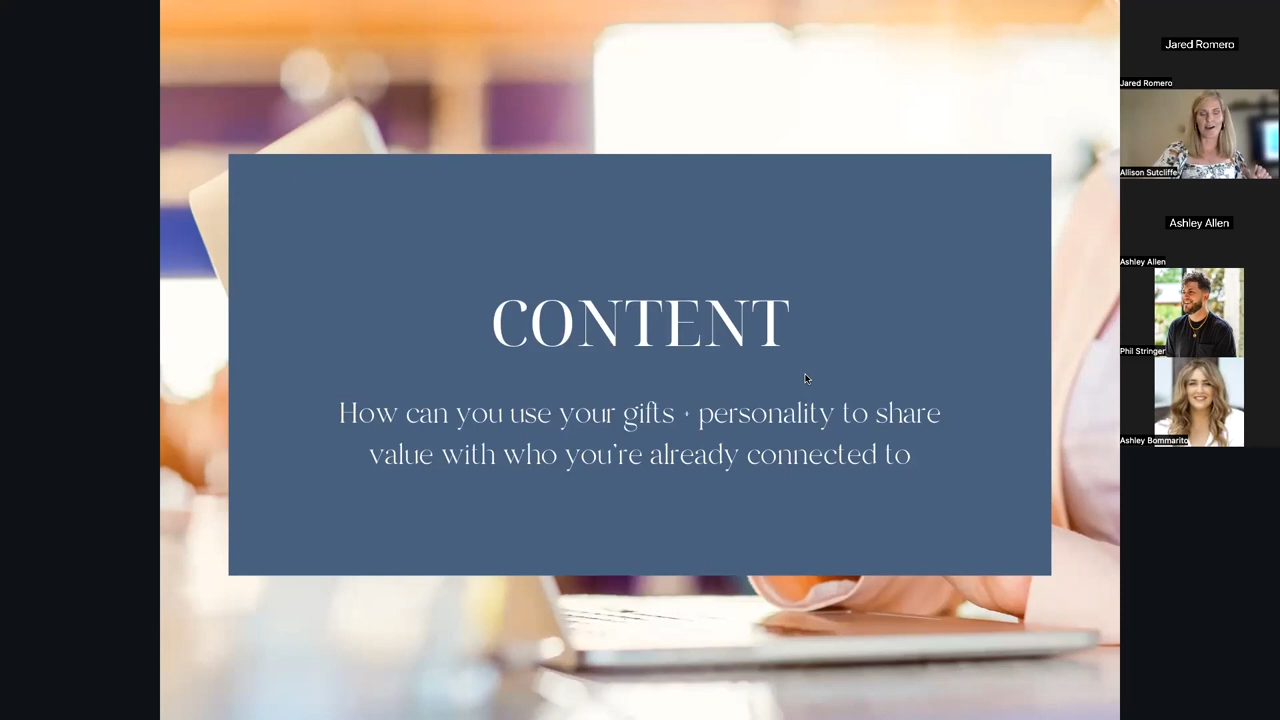 CONTENT
How can you use your gifts + personality to share
value with who you're already connected to
Jared Romero
Jared Romero
Allison Sutcliffe
Ashley Allen
Ashley Allen
Phil Stringer
Ashley Bommarito